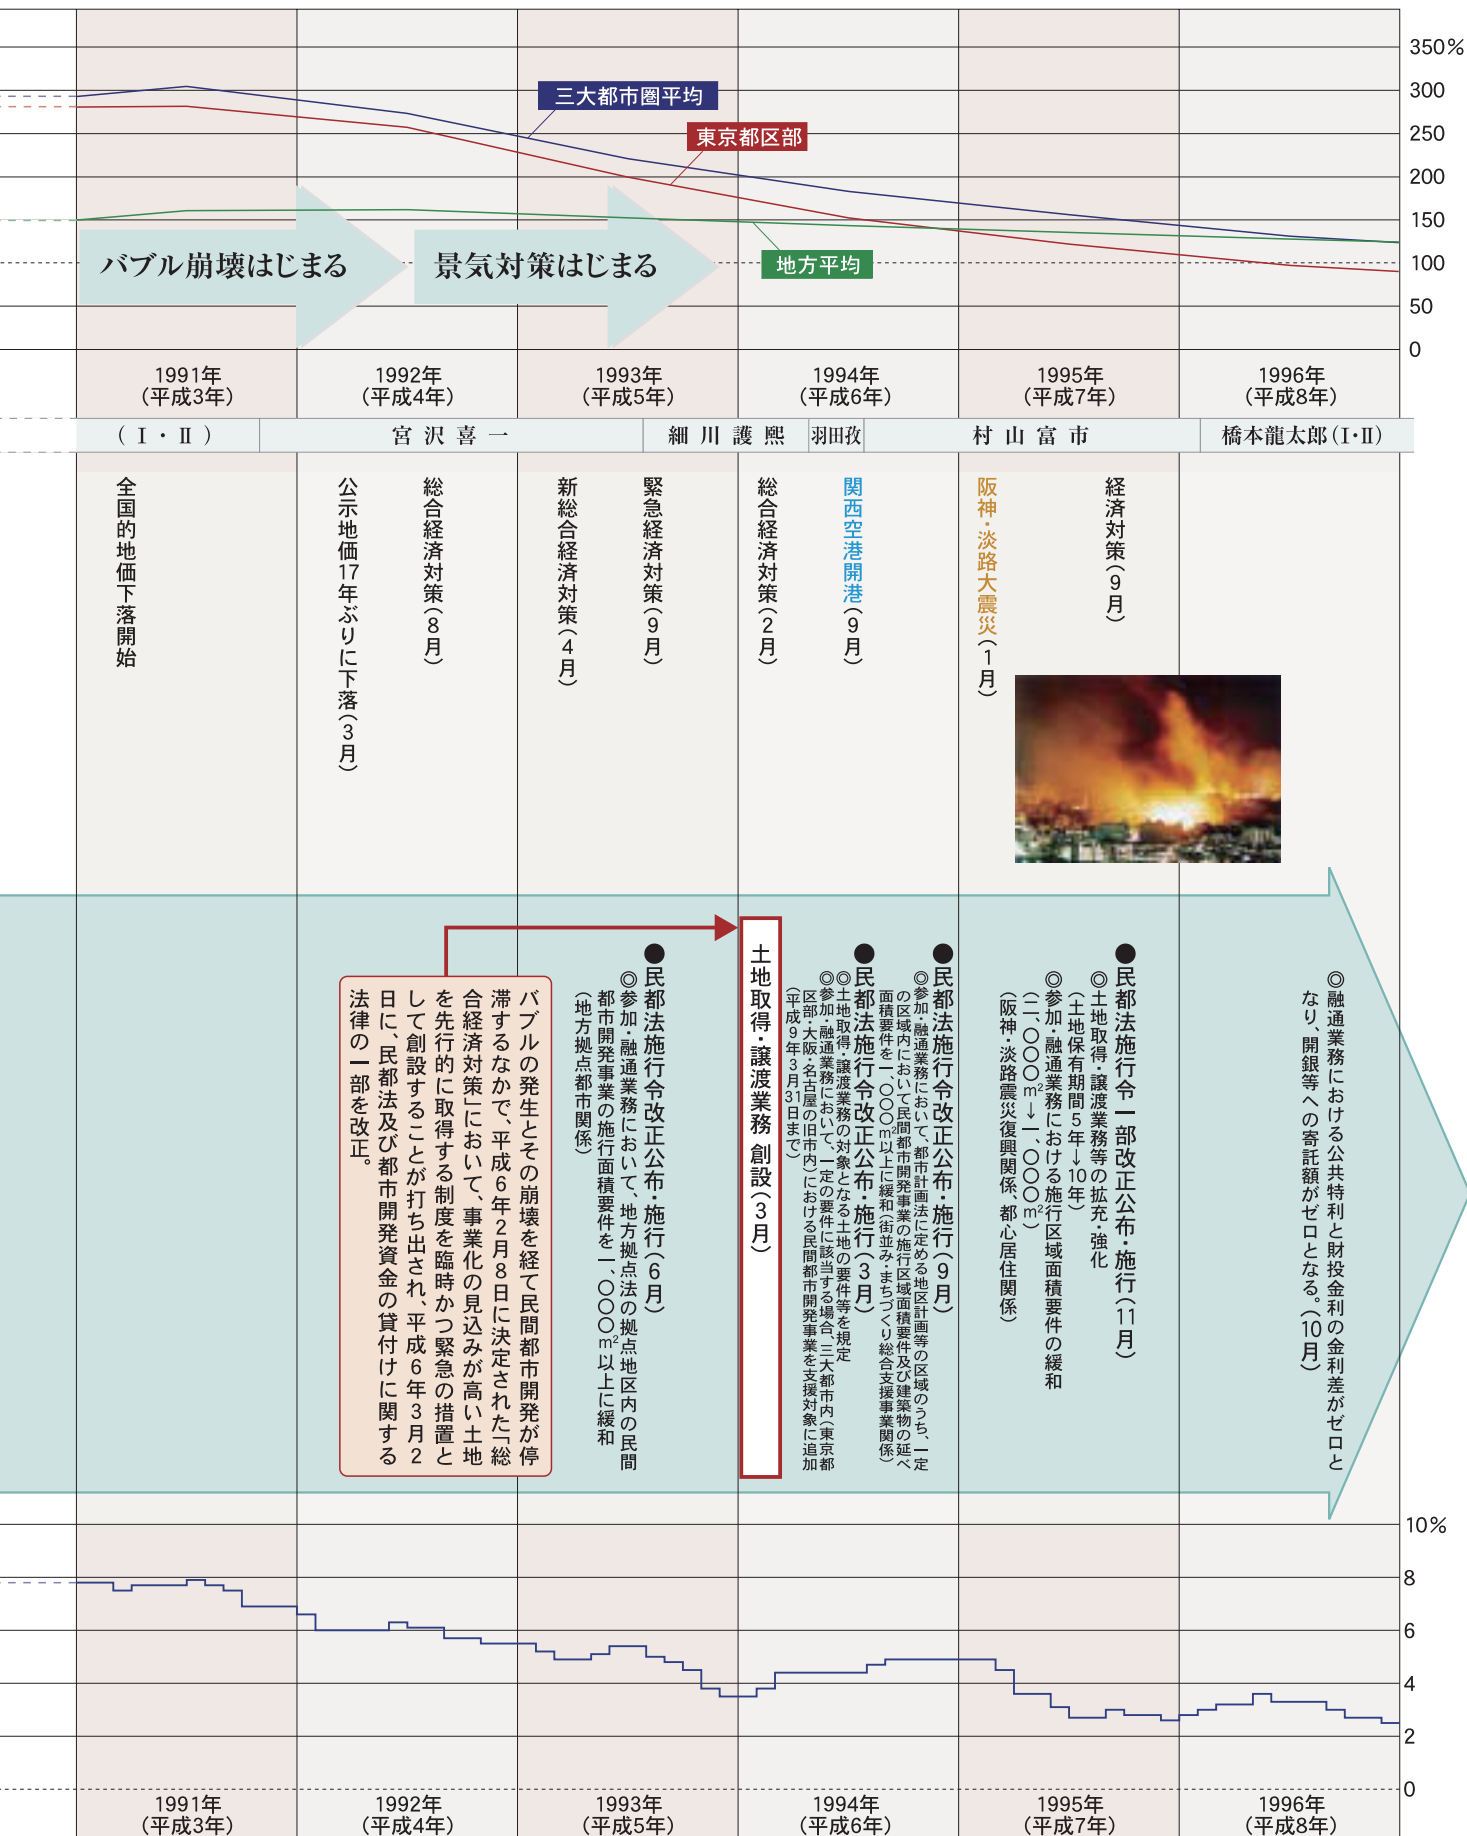 350%
300
250
200
150
100
50
0
三大都市圏平均
東京都区部
地方平均
バブル崩壊はじまる
景気対策はじまる
1991年
(平成3年)
1992年
(平成4年)
1993年
(平成5年)
1994年
(平成6年)
1995年
(平成7年)
1996年
(平成8年)
(Ⅰ・Ⅱ)
宮沢喜一
細川護熙
羽田孜
村山富市
橋本龍太郎(Ⅰ・Ⅱ)
全国的地価下落開始
公示地価17年ぶりに下落(3月)
総合経済対策(8月)
新総合経済対策(4月)
緊急経済対策(9月)
総合経済対策(2月)
関西空港開港(9月)
阪神・淡路大震災(1月)
経済対策(9月)
バブルの発生とその崩壊を経て民間都市開発が停
滞するなかで、平成6年2月8日に決定された「総
合経済対策」において、事業化の見込みが高い土地
を先行的に取得する制度を臨時かつ緊急の措置と
して創設することが打ち出され、平成6年3月2
日に、民都法及び都市開発資金の貸付けに関する
法律の一部を改正。
●民都法施行令改正公布・施行(6月)
◎参加・融通業務において、地方拠点法の拠点地区内の民間
都市開発事業の施行面積要件を一、〇〇〇㎡以上に緩和
(地方拠点都市関係)
土地取得・譲渡業務 創設(3月)
●民都法施行令改正公布・施行(3月)
◎土地取得・譲渡業務の対象となる土地の要件等を規定
◎参加・融通業務において、一定の要件に該当する場合、三大都市内(東京都
区部・大阪・名古屋の旧市内)における民間都市開発事業を支援対象に追加
(平成9年3月31日まで)
●民都法施行令改正公布・施行(9月)
◎参加・融通業務において、都市計画法に定める地区計画等の区域のうち、一定
の区域内において民間都市開発事業の施行区域面積要件及び建築物の延べ
面積要件を一、〇〇〇㎡以上に緩和(街並み・まちづくり総合支援事業関係)
●民都法施行令一部改正公布・施行(11月)
◎土地取得・譲渡業務等の拡充・強化
(土地保有期間5年→10年)
◎参加・融通業務における施行区域面積要件の緩和
(二、〇〇〇㎡→一、〇〇〇㎡)
(阪神・淡路震災復興関係、都心居住関係)
◎融通業務における公共特利と財投金利の金利差がゼロと
なり、開銀等への寄託額がゼロとなる。(10月)
10%
8
6
4
2
0
1991年
(平成3年)
1992年
(平成4年)
1993年
(平成5年)
1994年
(平成6年)
1995年
(平成7年)
1996年
(平成8年)